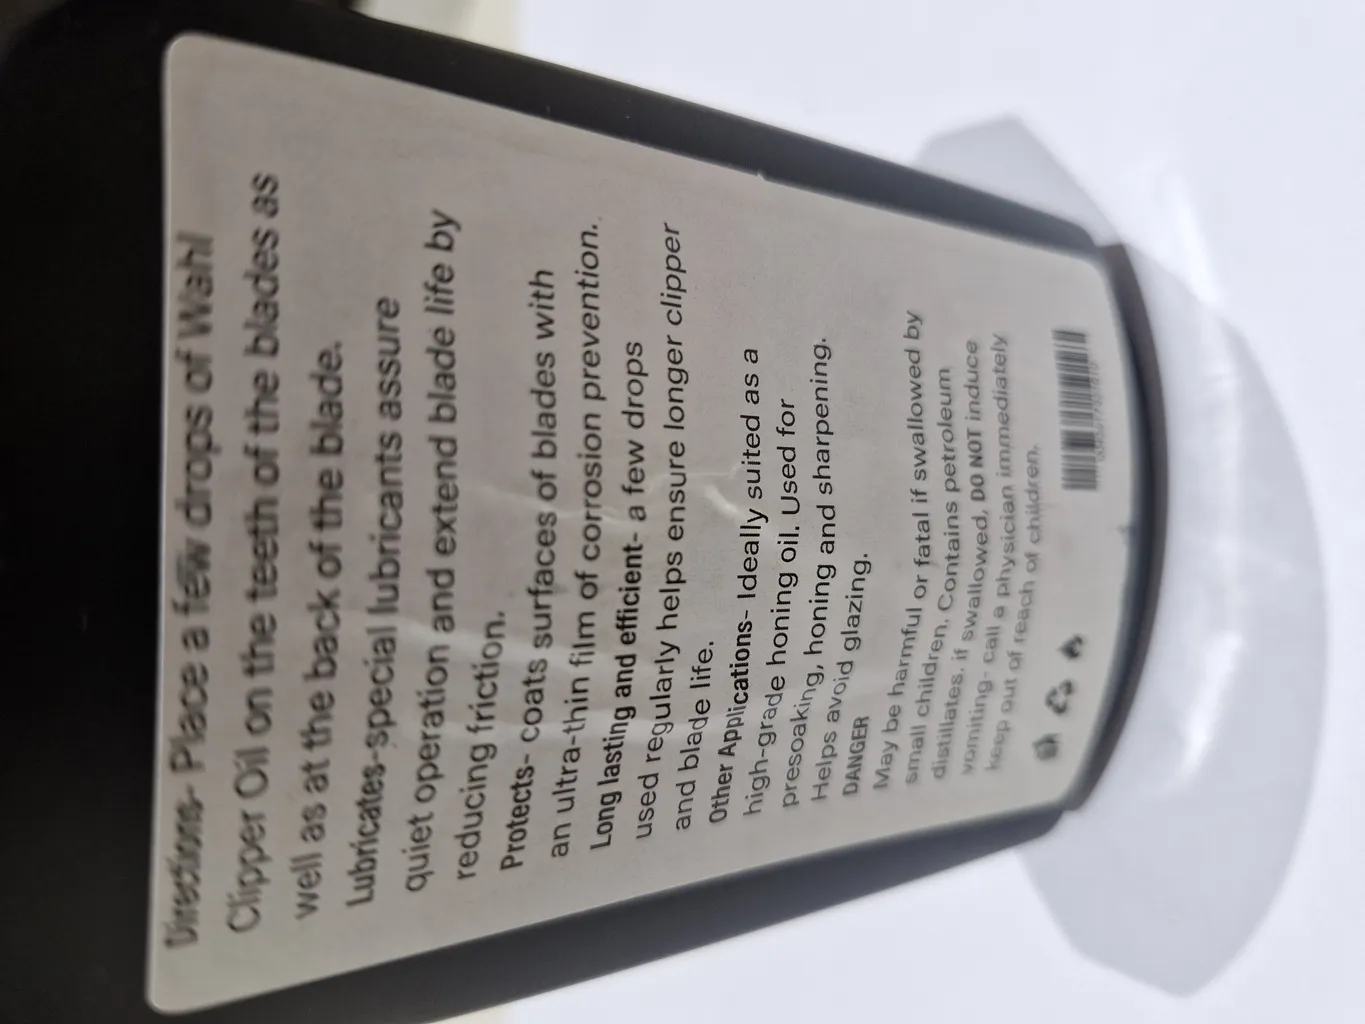 Directions- Place a few drops of Wahl
Clipper Oil on the teeth of the blades as
well as at the back of the blade.
Lubricates-special lubricants assure
quiet operation and extend blade life by
reducing friction.
Protects- coats surfaces of blades with
an ultra-thin film of corrosion prevention.
Long lasting and efficient- a few drops
used regularly helps ensure longer clipper
and blade life.
Other Applications- Ideally suited as a
high-grade honing oil. Used for
presoaking, honing and sharpening.
Helps avoid glazing.
DANGER
May be harmful or fatal if swallowed by
small children. Contains petroleum
distillates. if swallowed, DO NOT induce
vomiting- call a physician immediately
keep out of reach of children.